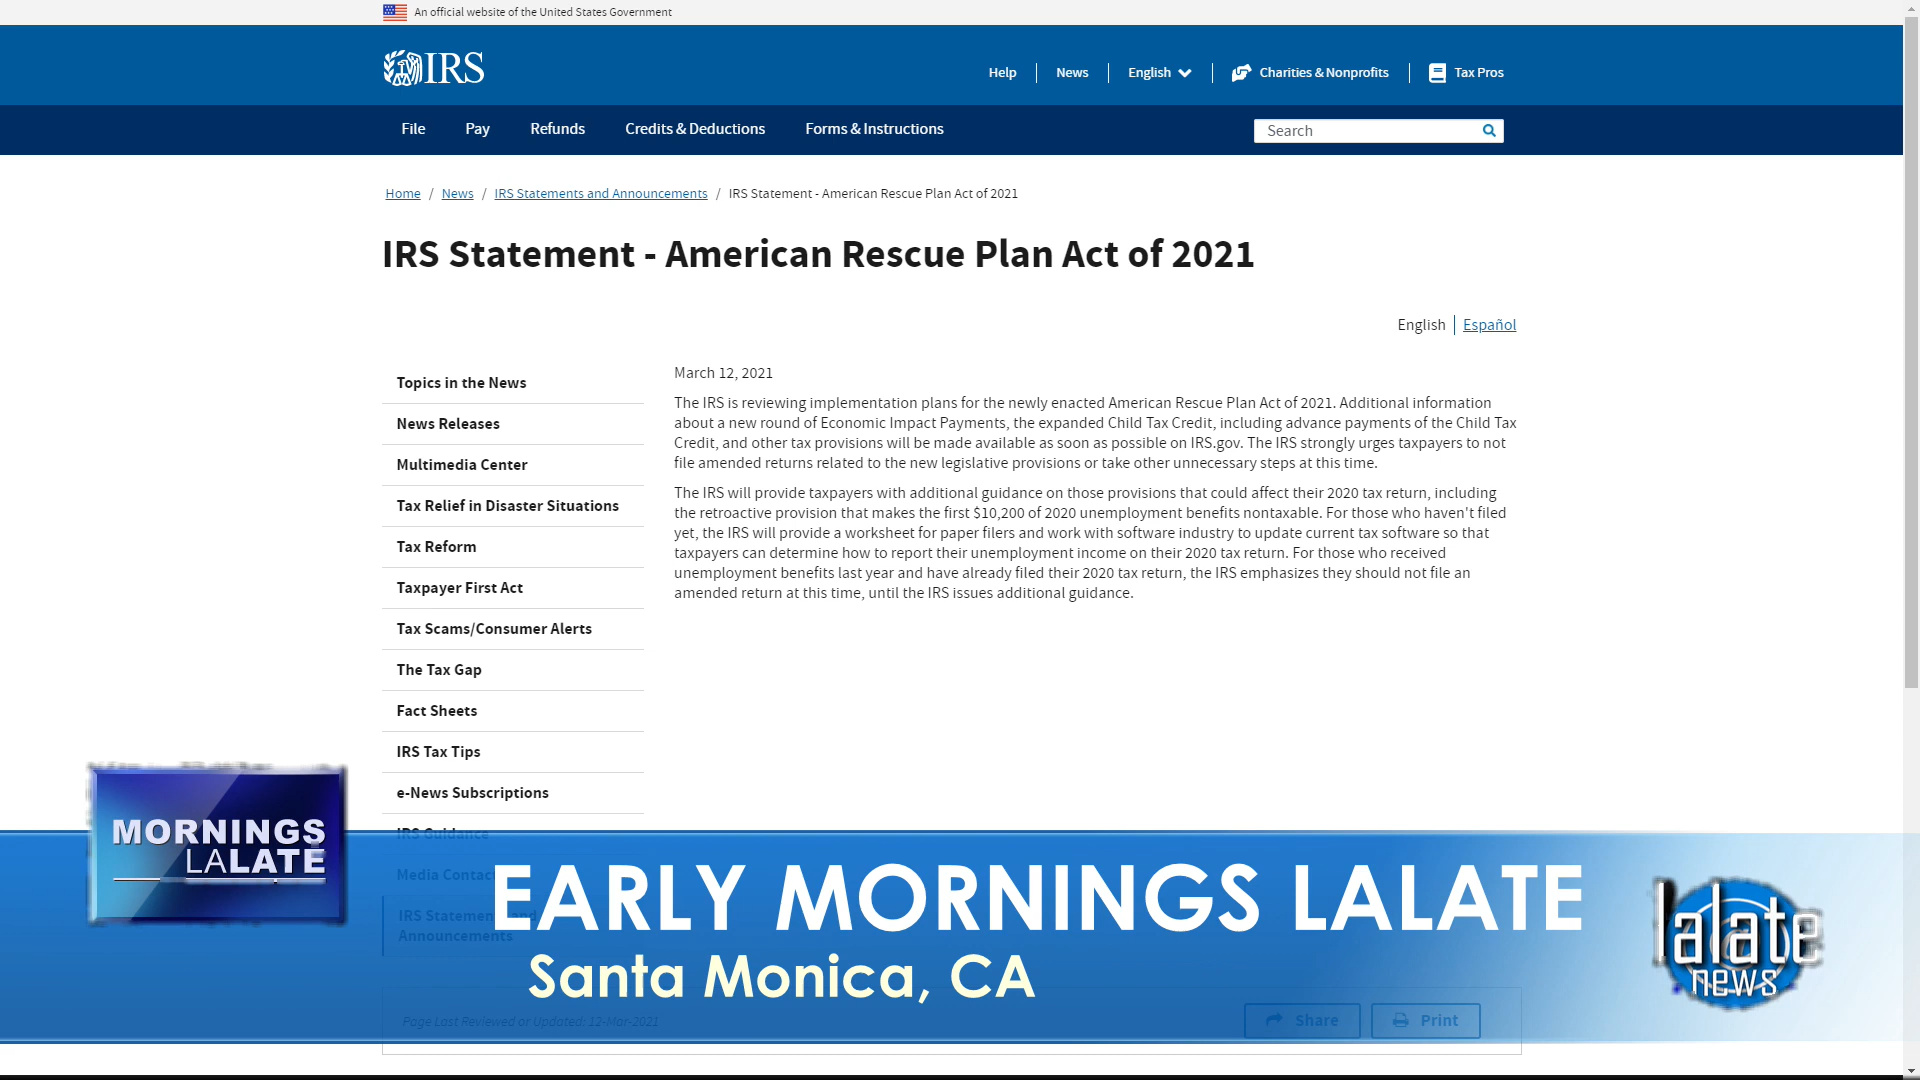 An official website of the United States Government
IRS
Help
News
English
Charities & Nonprofits
Tax Pros
File
Pay
Refunds
Credits & Deductions
Forms & Instructions
Search
Home / News / IRS Statements and Announcements / IRS Statement - American Rescue Plan Act of 2021
IRS Statement - American Rescue Plan Act of 2021
English
Español
Topics in the News
News Releases
Multimedia Center
Tax Relief in Disaster Situations
Tax Reform
Taxpayer First Act
Tax Scams/Consumer Alerts
The Tax Gap
Fact Sheets
IRS Tax Tips
e-News Subscriptions
IRS Guidance
Media Contac
IRS Statemen and
Announcements
March 12, 2021
The IRS is reviewing implementation plans for the newly enacted American Rescue Plan Act of 2021. Additional information
about a new round of Economic Impact Payments, the expanded Child Tax Credit, including advance payments of the Child Tax
Credit, and other tax provisions will be made available as soon as possible on IRS.gov. The IRS strongly urges taxpayers to not
file amended returns related to the new legislative provisions or take other unnecessary steps at this time.
The IRS will provide taxpayers with additional guidance on those provisions that could affect their 2020 tax return, including
the retroactive provision that makes the first $10,200 of 2020 unemployment benefits nontaxable. For those who haven't filed
yet, the IRS will provide a worksheet for paper filers and work with software industry to update current tax software so that
taxpayers can determine how to report their unemployment income on their 2020 tax return. For those who received
unemployment benefits last year and have already filed their 2020 tax return, the IRS emphasizes they should not file an
amended return at this time, until the IRS issues additional guidance.
MORNINGS
LALATE
EARLY MORNINGS LALATE
Santa Monica, CA
lalate
news
Page Last Reviewed or Updated: 12-Mar-2021
Share
Print